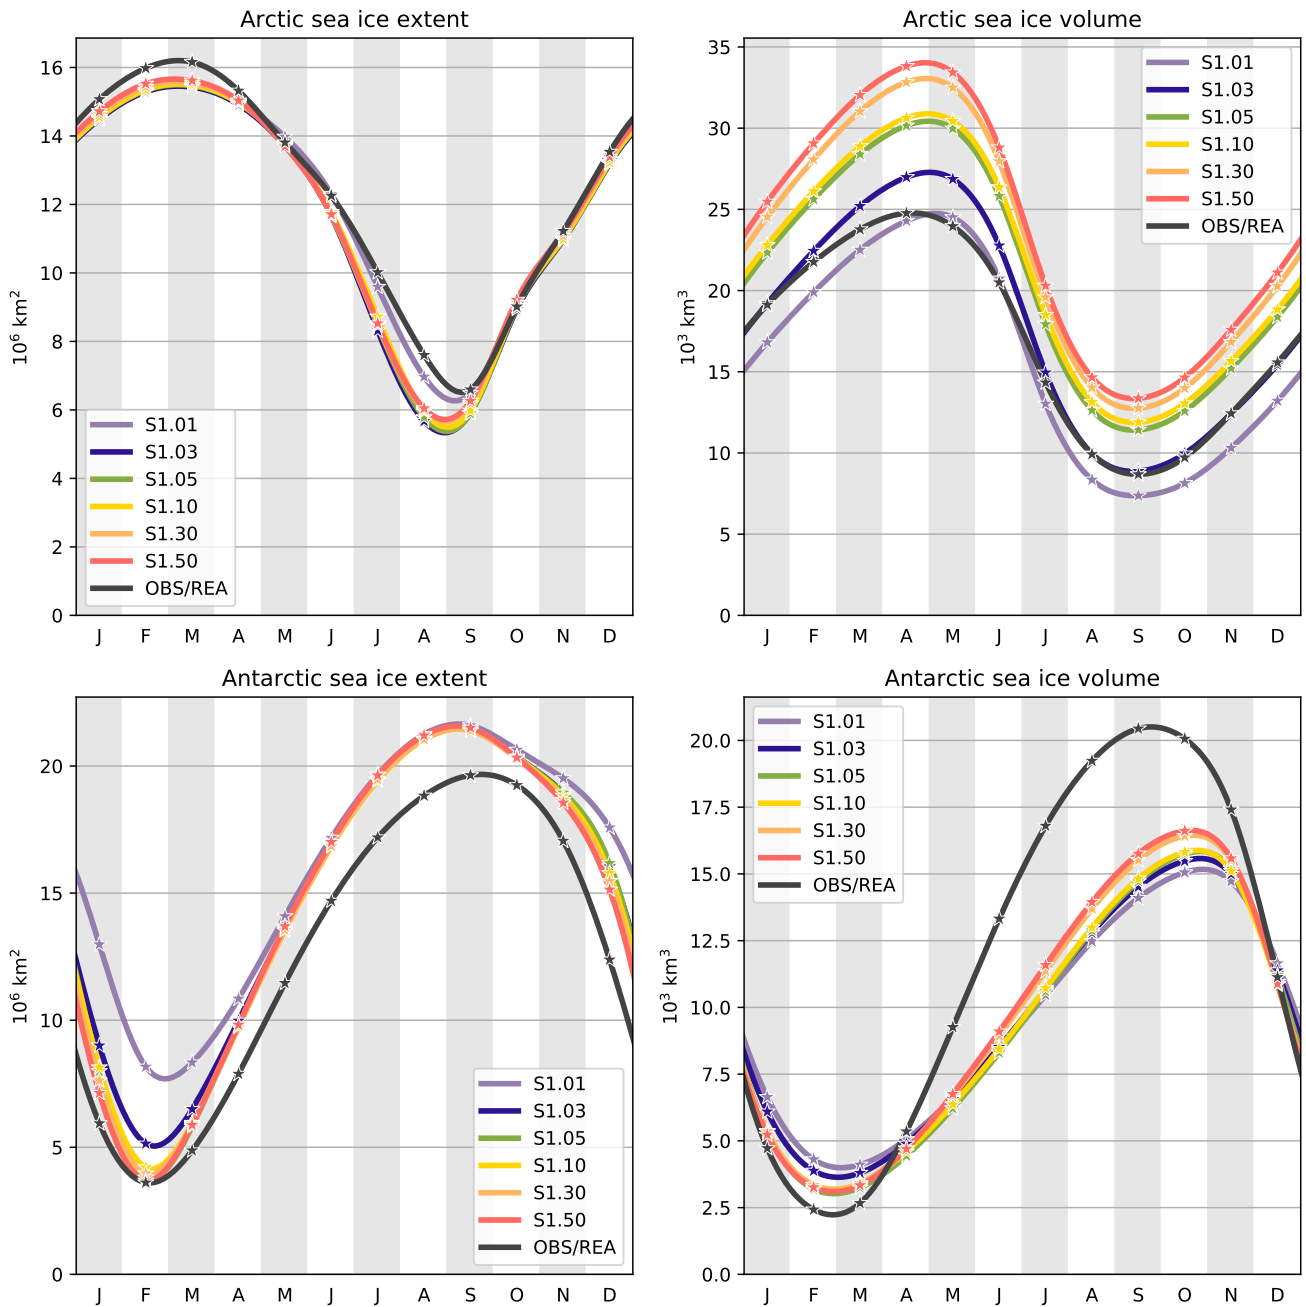 Arctic sea ice extent
16
14
12
10
8
6
4
2
0
10⁶ km²
S1.01
S1.03
S1.05
S1.10
S1.30
S1.50
OBS/REA
J F M A M J J A S O N D
Arctic sea ice volume
35
30
25
20
15
10
5
0
10³ km³
S1.01
S1.03
S1.05
S1.10
S1.30
S1.50
OBS/REA
J F M A M J J A S O N D
Antarctic sea ice extent
20
15
10
5
0
10⁶ km²
S1.01
S1.03
S1.05
S1.10
S1.30
S1.50
OBS/REA
J F M A M J J A S O N D
Antarctic sea ice volume
20.0
17.5
15.0
12.5
10.0
7.5
5.0
2.5
0.0
10³ km³
S1.01
S1.03
S1.05
S1.10
S1.30
S1.50
OBS/REA
J F M A M J J A S O N D